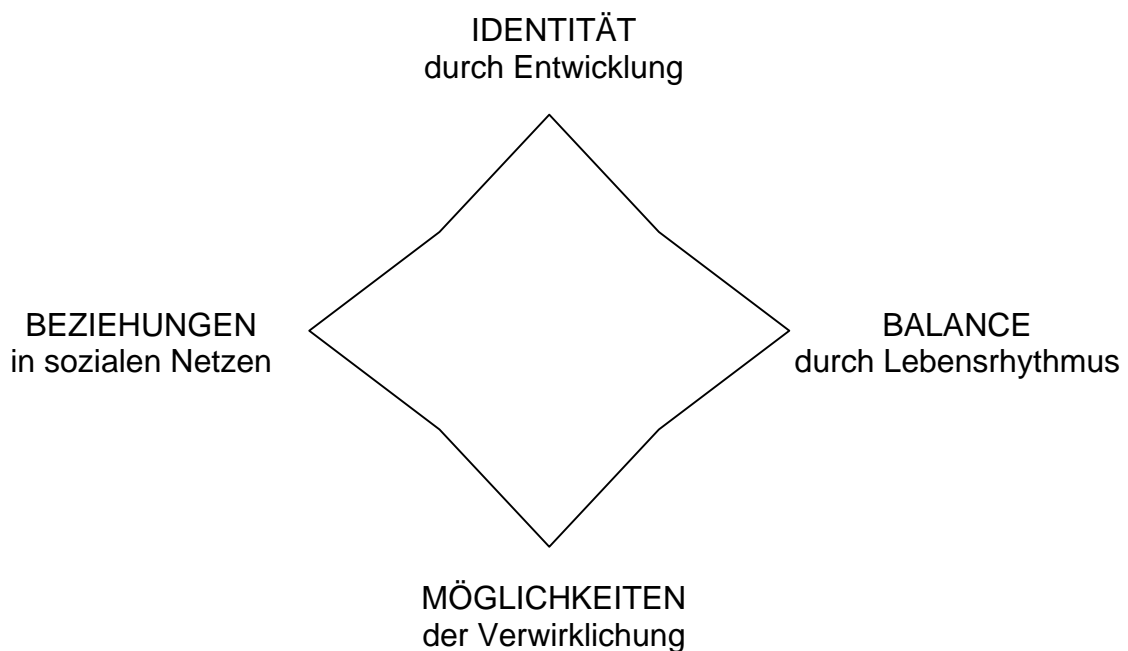 IDENTITÄT
durch Entwicklung
BEZIEHUNGEN
in sozialen Netzen
BALANCE
durch Lebensrhythmus
MÖGLICHKEITEN
der Verwirklichung